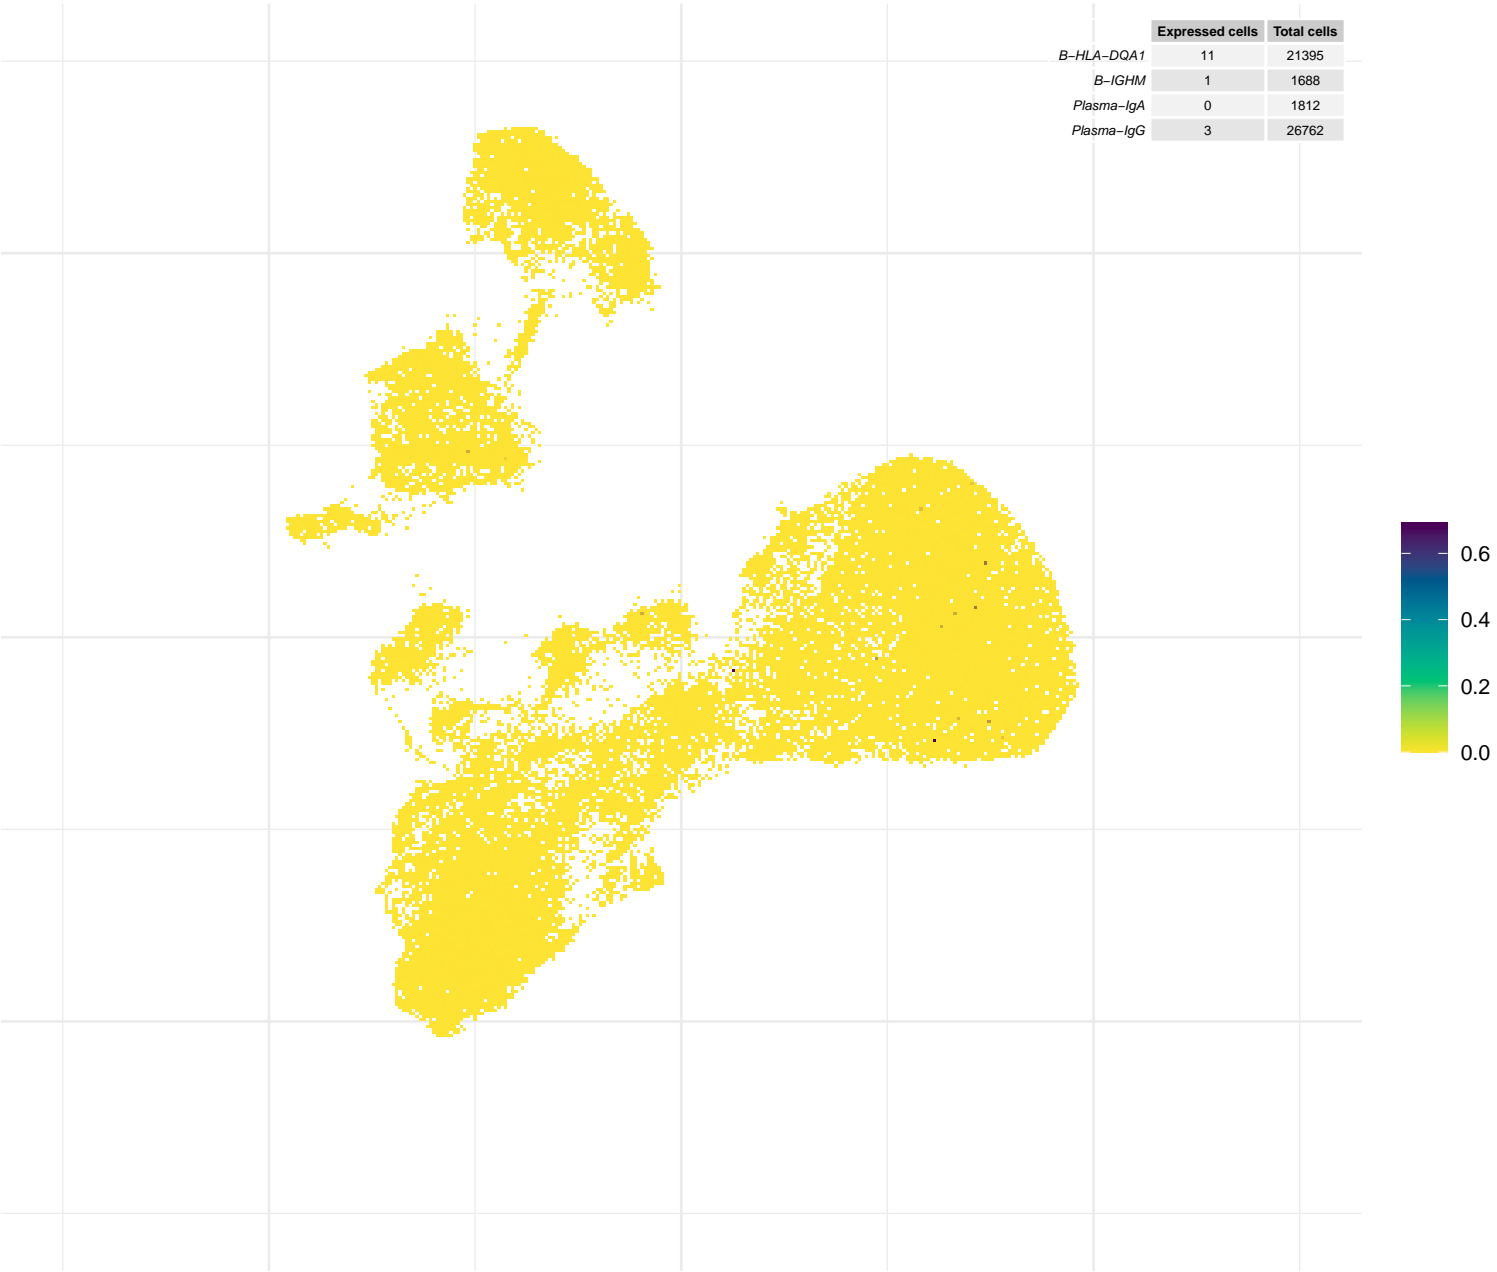 Expressed cells Total cells
B−HLA−DQA1 11 21395
B−IGHM 1 1688
Plasma−IgA 0 1812
Plasma−IgG 3 26762
0.6
0.4
0.2
0.0